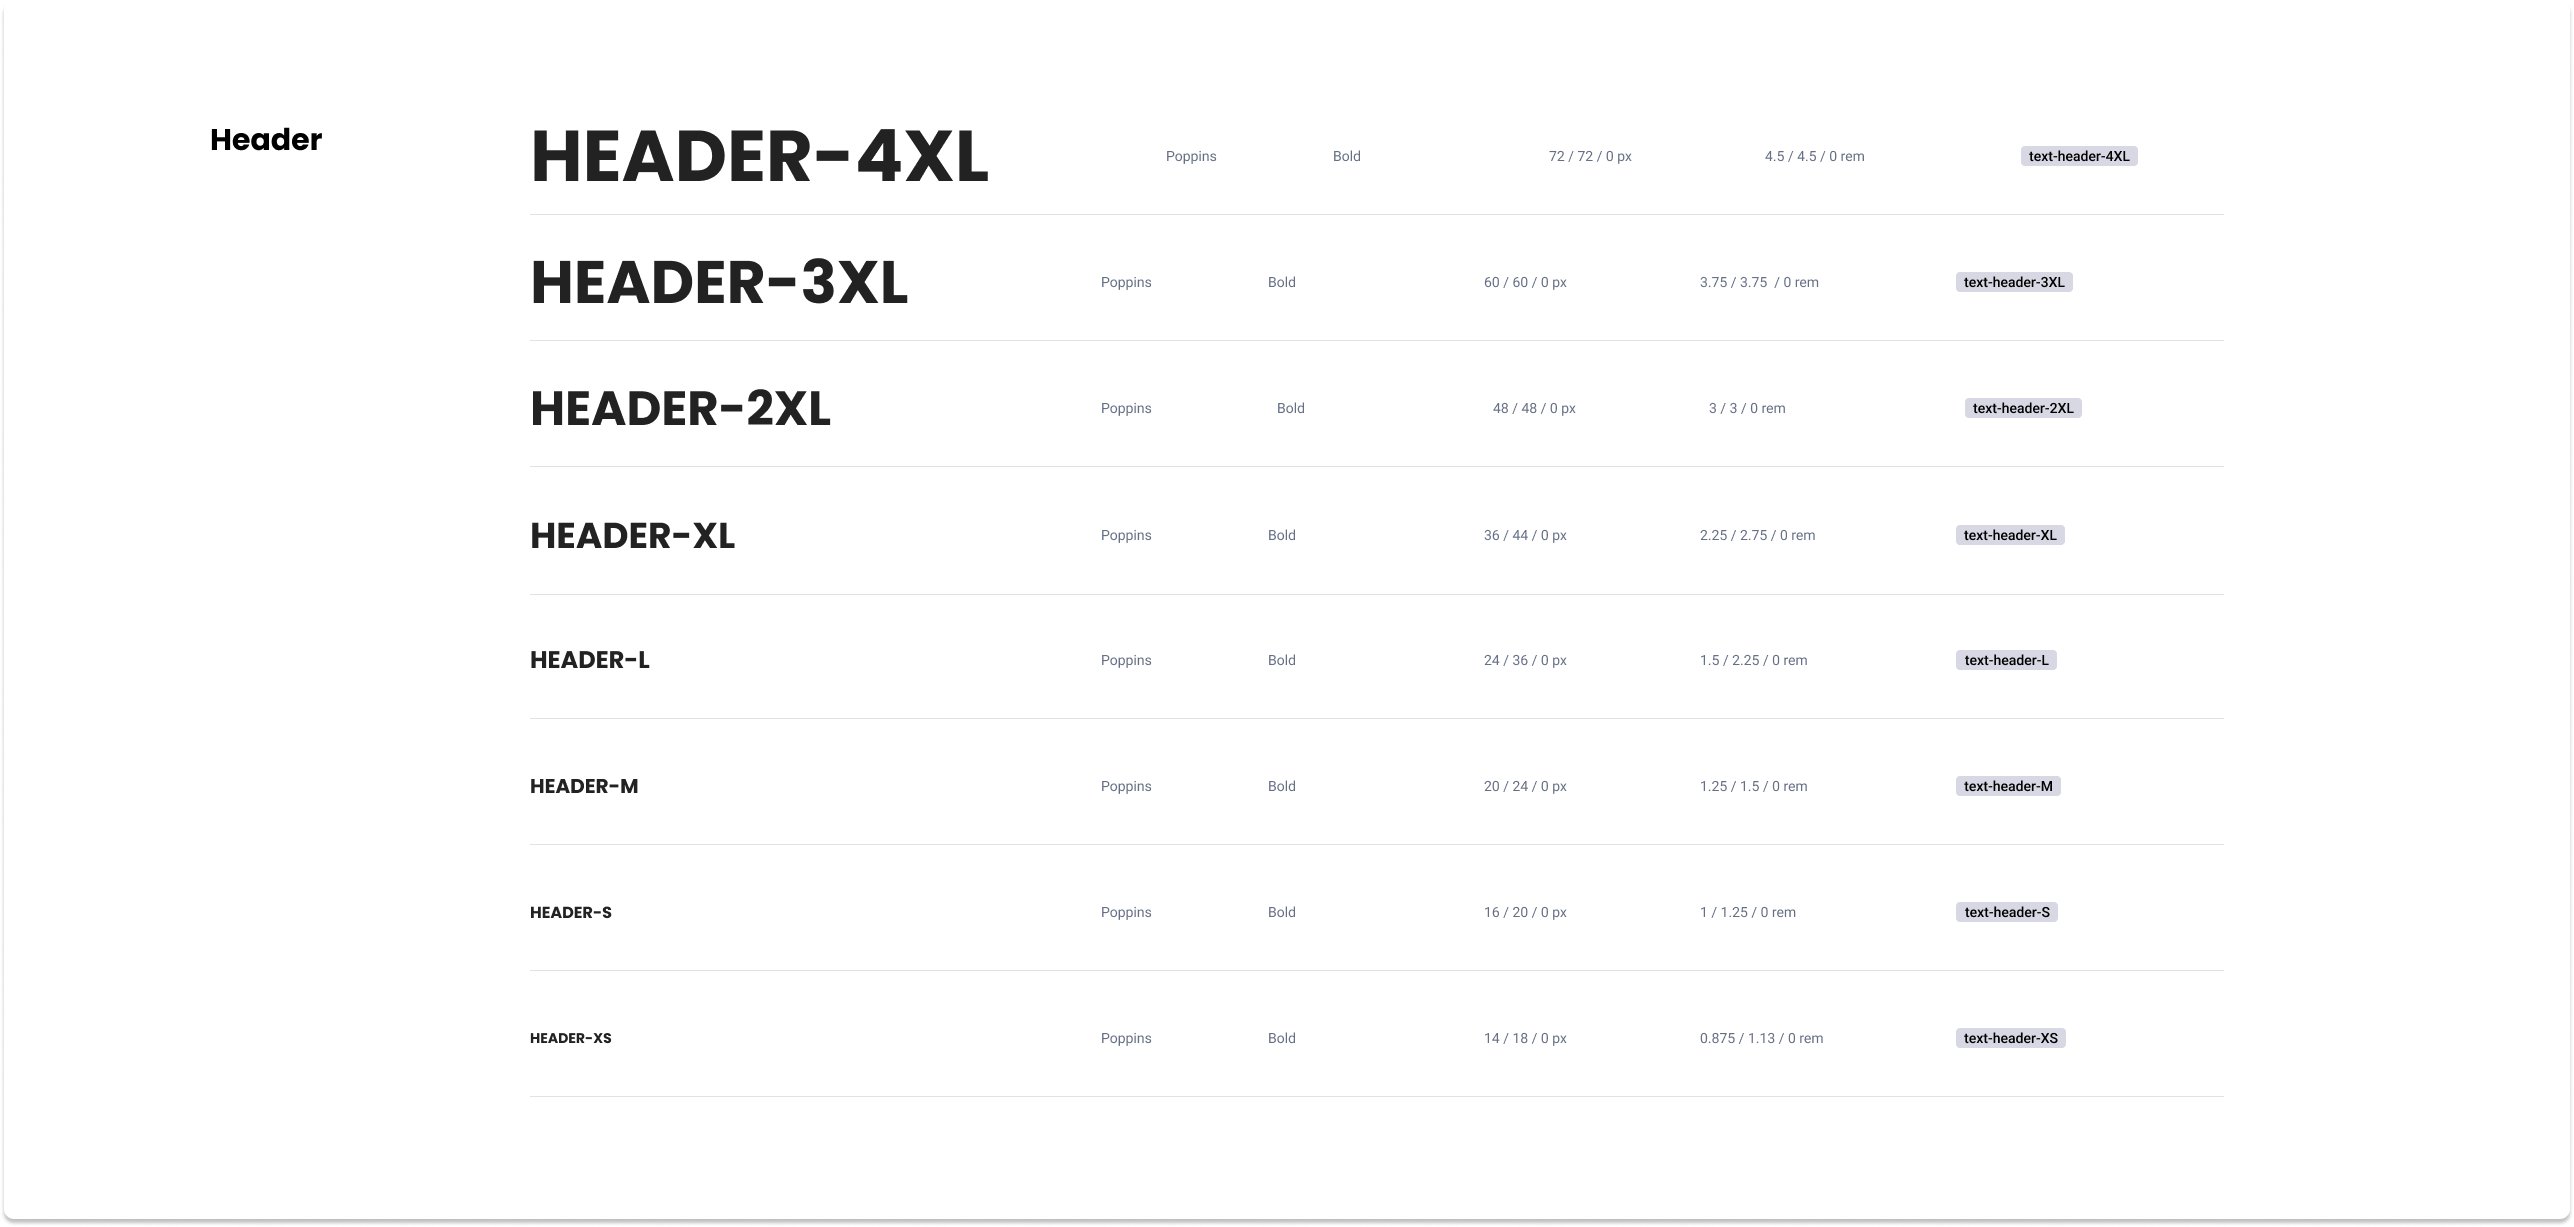 Header
HEADER-4XL Poppins Bold 72 / 72 / 0 px 4.5 / 4.5 / 0 rem text-header-4XL
HEADER-3XL Poppins Bold 60 / 60 / 0 px 3.75 / 3.75  / 0 rem text-header-3XL
HEADER-2XL Poppins Bold 48 / 48 / 0 px 3 / 3 / 0 rem text-header-2XL
HEADER-XL Poppins Bold 36 / 44 / 0 px 2.25 / 2.75 / 0 rem text-header-XL
HEADER-L Poppins Bold 24 / 36 / 0 px 1.5 / 2.25 / 0 rem text-header-L
HEADER-M Poppins Bold 20 / 24 / 0 px 1.25 / 1.5 / 0 rem text-header-M
HEADER-S Poppins Bold 16 / 20 / 0 px 1 / 1.25 / 0 rem text-header-S
HEADER-XS Poppins Bold 14 / 18 / 0 px 0.875 / 1.13 / 0 rem text-header-XS